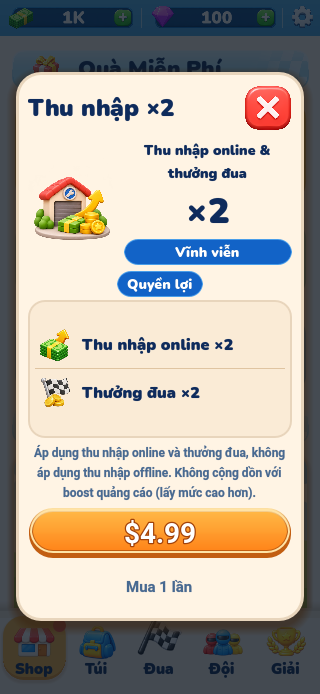 1K
100
Quà Miễn Phí
Thu nhập ×2
Thu nhập online &
thưởng đua
×2
Vĩnh viễn
Quyền lợi
Thu nhập online ×2
Thưởng đua ×2
Áp dụng thu nhập online và thưởng đua, không
áp dụng thu nhập offline. Không cộng dồn với
boost quảng cáo (lấy mức cao hơn).
$4.99
Mua 1 lần
Shop
Túi
Đua
Đội
Giải